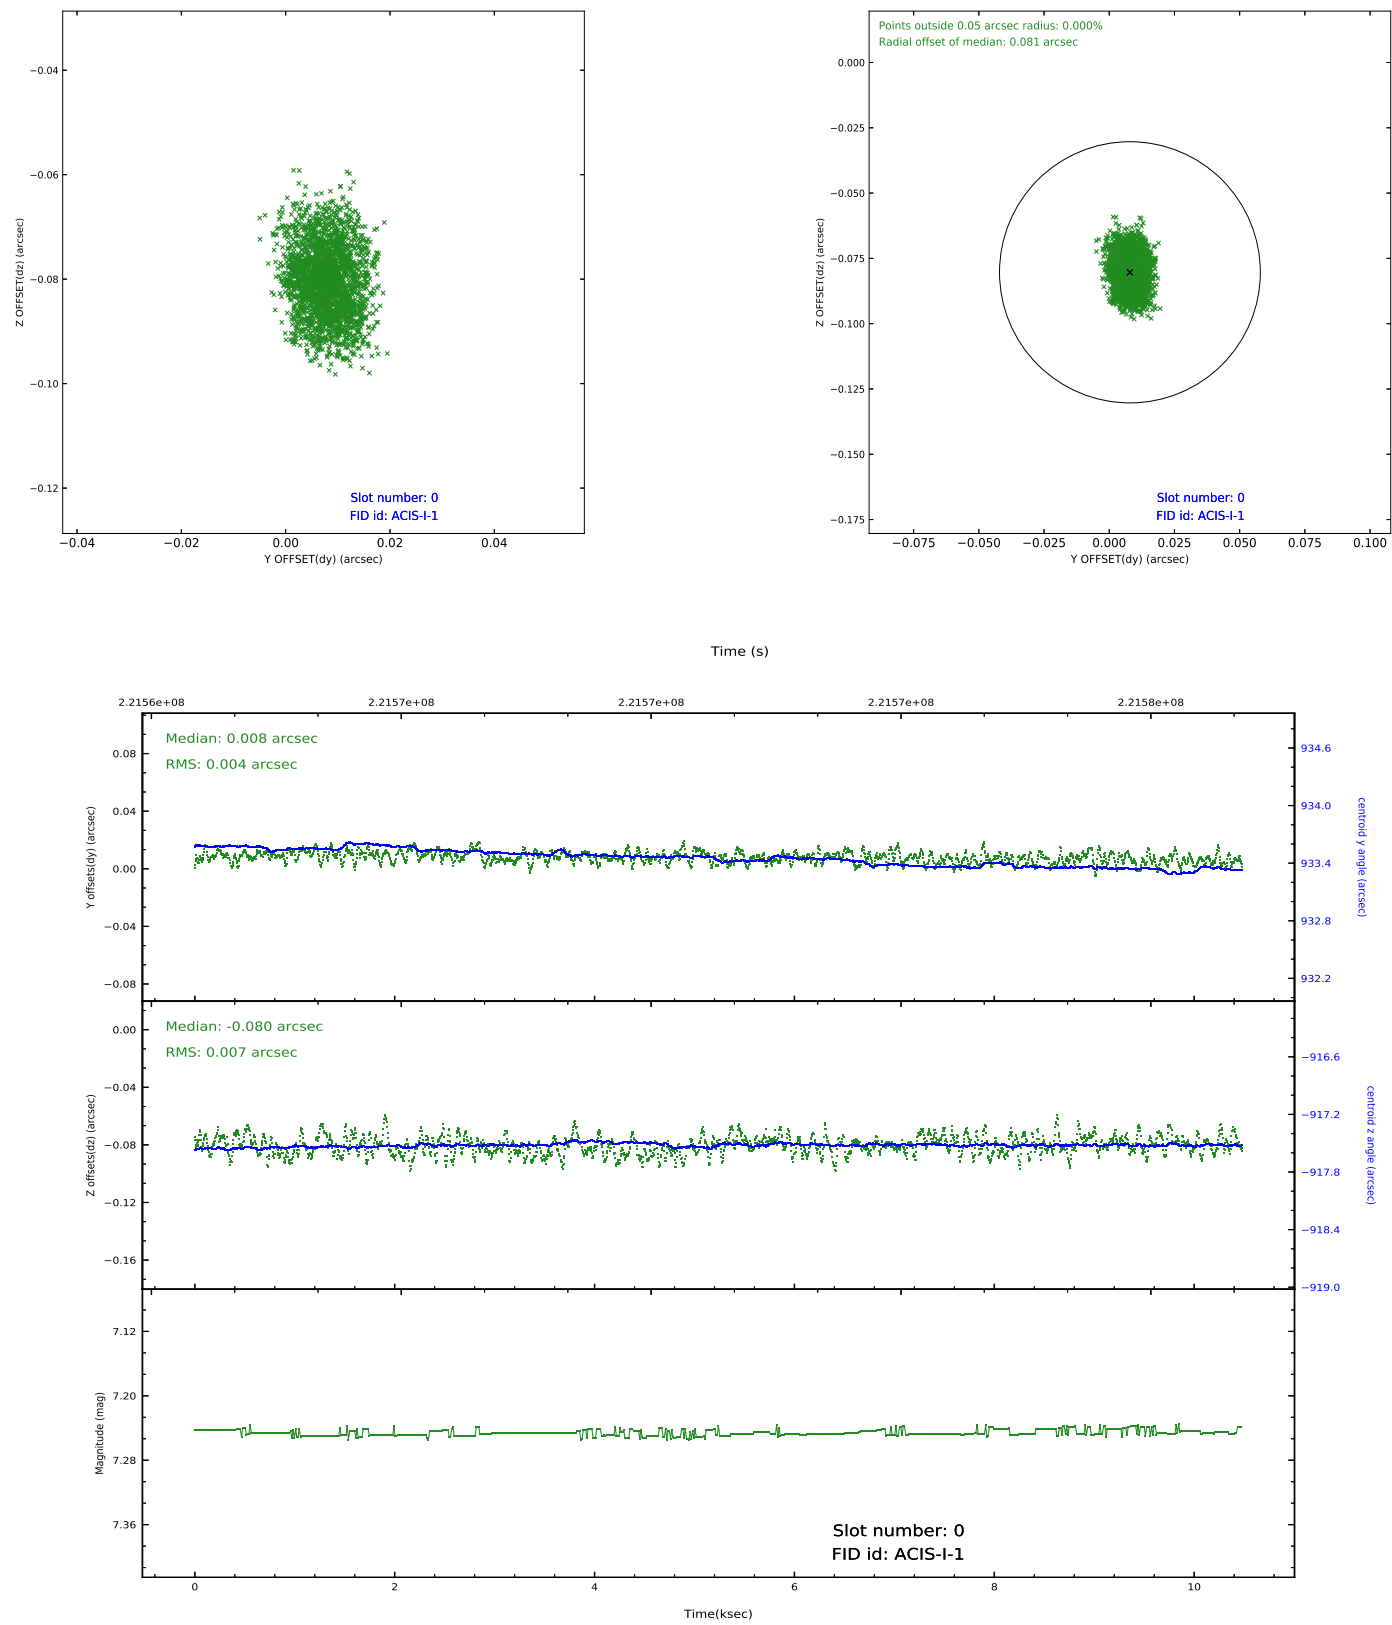 −0.04
−0.06
−0.08
−0.10
−0.12
Z OFFSET(dz) (arcsec)
Slot number: 0
FID id: ACIS-I-1
−0.04 −0.02 0.00 0.02 0.04
Y OFFSET(dy) (arcsec)
Points outside 0.05 arcsec radius: 0.000%
Radial offset of median: 0.081 arcsec
0.000
−0.025
−0.050
−0.075
−0.100
−0.125
−0.150
−0.175
Z OFFSET(dz) (arcsec)
Slot number: 0
FID id: ACIS-I-1
−0.075 −0.050 −0.025 0.000 0.025 0.050 0.075 0.100
Y OFFSET(dy) (arcsec)
Time (s)
2.2156e+08 2.2157e+08 2.2157e+08 2.2157e+08 2.2158e+08
Median: 0.008 arcsec
RMS: 0.004 arcsec
0.08
0.04
0.00
−0.04
−0.08
Y offsets(dy) (arcsec)
934.6
934.0
933.4
932.8
932.2
centroid y angle (arcsec)
Median: -0.080 arcsec
RMS: 0.007 arcsec
0.00
−0.04
−0.08
−0.12
−0.16
Z offsets(dz) (arcsec)
−916.6
−917.2
−917.8
−918.4
−919.0
centroid z angle (arcsec)
7.12
7.20
7.28
7.36
Magnitude (mag)
Slot number: 0
FID id: ACIS-I-1
0 2 4 6 8 10
Time(ksec)